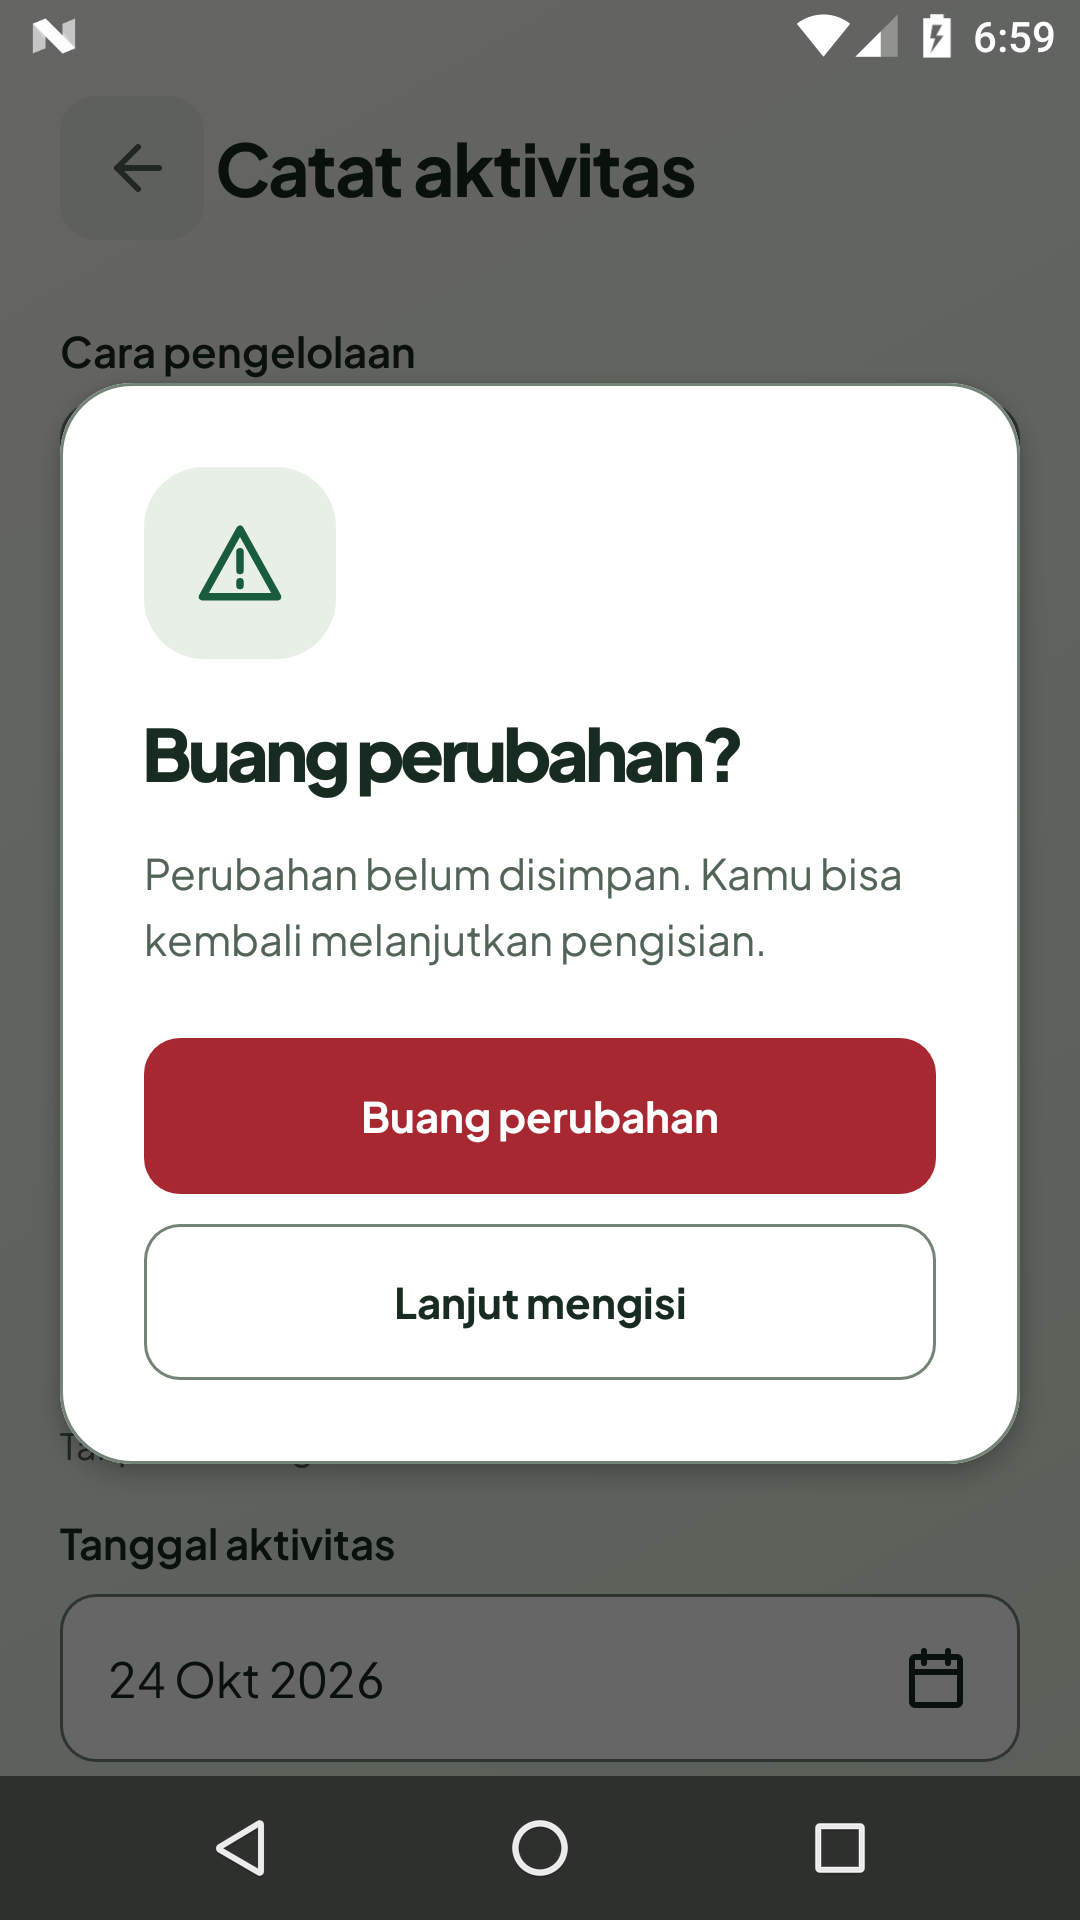 6:59
Catat aktivitas
Cara pengelolaan
Buang perubahan?
Perubahan belum disimpan. Kamu bisa
kembali melanjutkan pengisian.
Buang perubahan
Lanjut mengisi
Tanggal aktivitas
24 Okt 2026